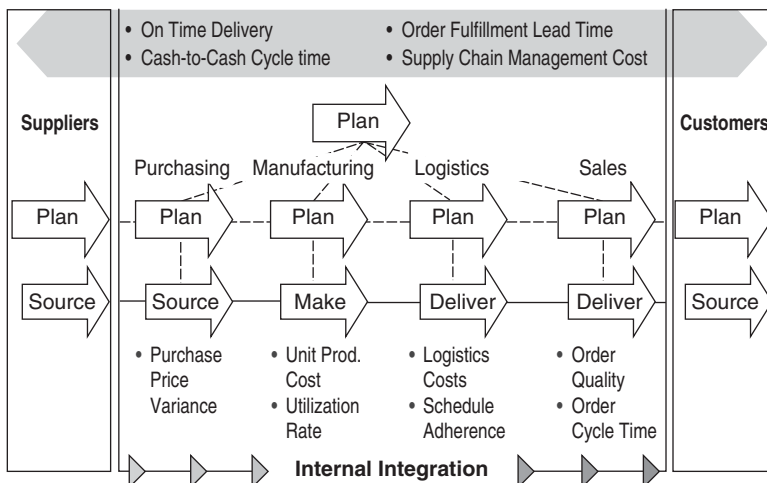 • On Time Delivery
• Order Fulfillment Lead Time
• Cash-to-Cash Cycle time
• Supply Chain Management Cost
Suppliers
Plan
Customers
Purchasing
Manufacturing
Logistics
Sales
Plan
Plan
Plan
Plan
Plan
Plan
Source
Source
Make
Deliver
Deliver
Source
• Purchase
Price
Variance
• Unit Prod.
Cost
• Utilization
Rate
• Logistics
Costs
• Schedule
Adherence
• Order
Quality
• Order
Cycle Time
Internal Integration